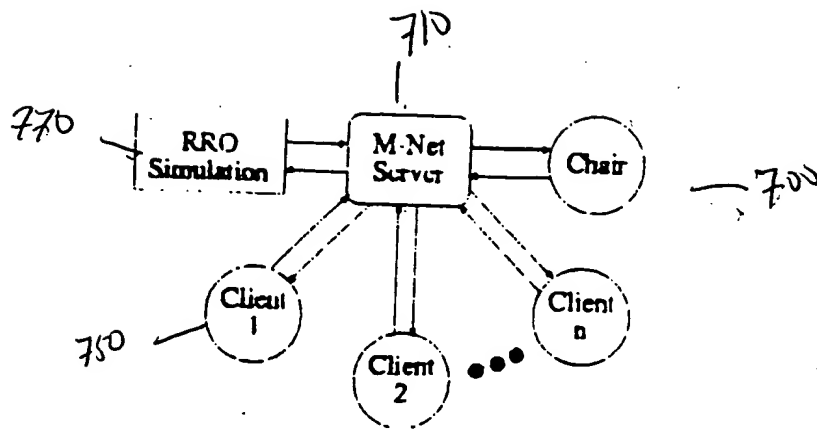 710
770
RRO
Simulation
M-Net
Server
Chair
700
Client
1
Client
n
750
Client
2